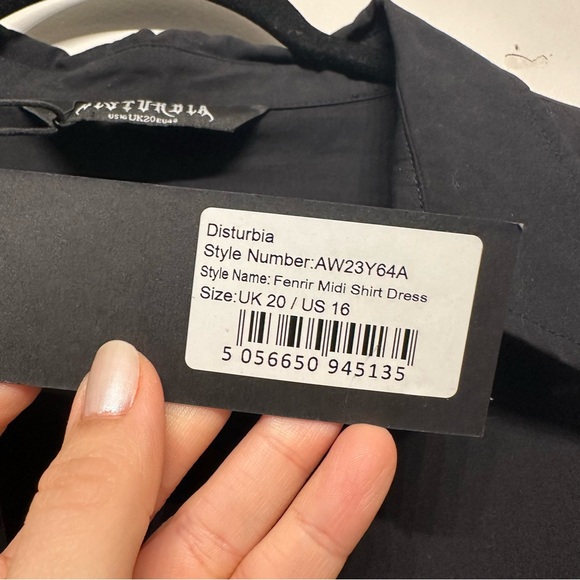 DISTURBIA
US16 UK20 EU48
Disturbia
Style Number:AW23Y64A
Style Name: Fenrir Midi Shirt Dress
Size:UK 20 / US 16
5 056650 945135